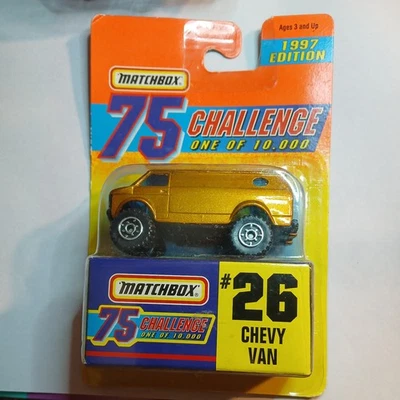 Ages 3 and Up
1997
EDITION
MATCHBOX
75 CHALLENGE
ONE OF 10,000
MATCHBOX
75 CHALLENGE
ONE OF 10,000
#26
CHEVY
VAN